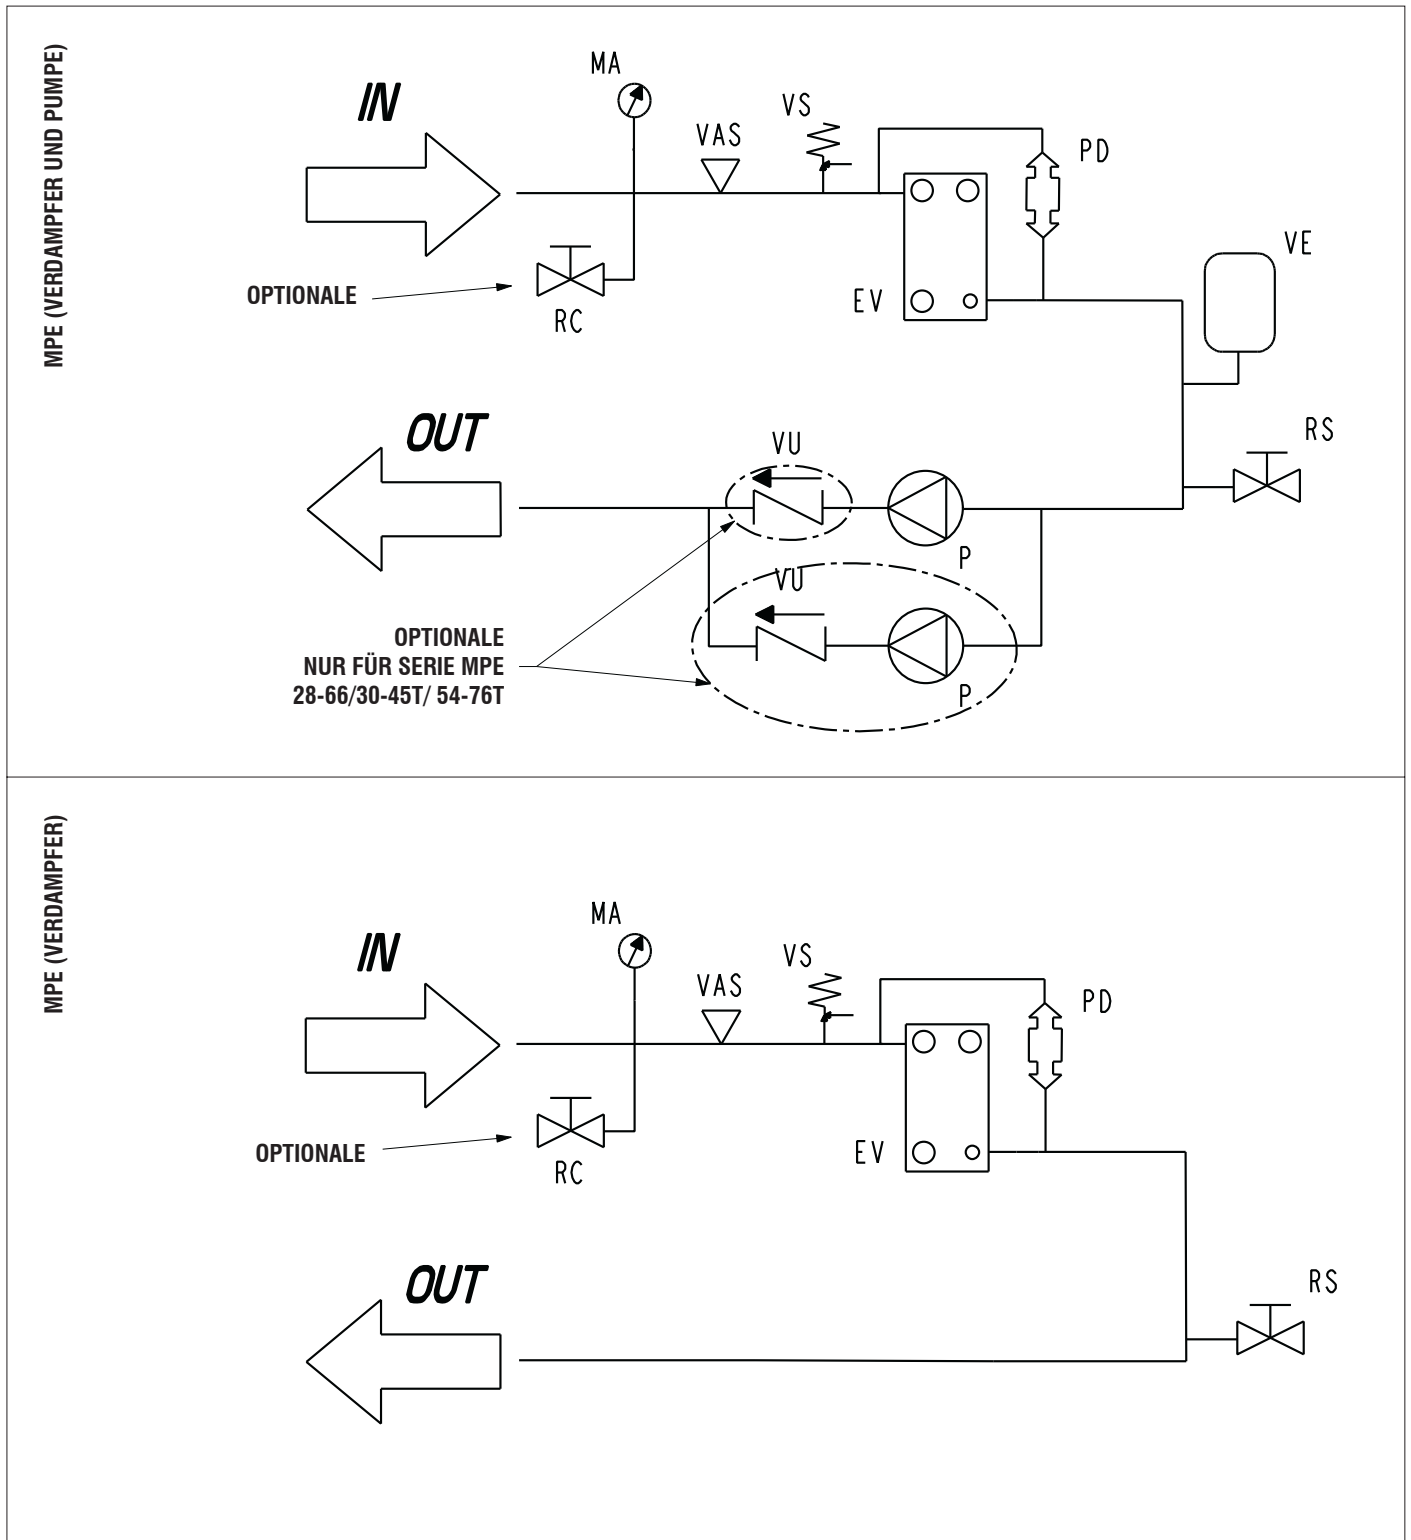 MPE (VERDAMPFER UND PUMPE)
IN
MA
VAS
VS
PD
OPTIONALE
RC
EV
VE
OUT
VU
RS
P
VU
OPTIONALE
NUR FÜR SERIE MPE
28-66/30-45T/ 54-76T
P
MPE (VERDAMPFER)
IN
MA
VAS
VS
PD
OPTIONALE
RC
EV
OUT
RS